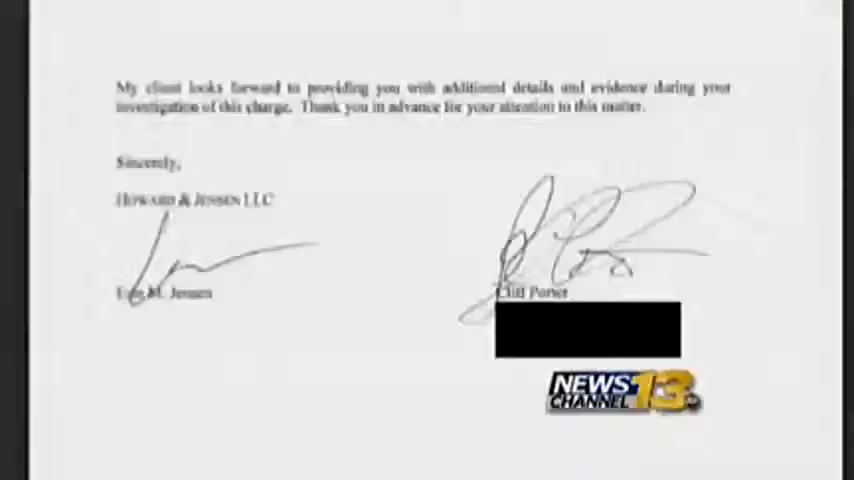 My client looks forward to providing you with additional details and evidence during your
investigation of this charge. Thank you in advance for your attention to this matter.
Sincerely,
HOWARD & JENSEN LLC
M. Jensen
Cliff Porter
NEWS 13
CHANNEL